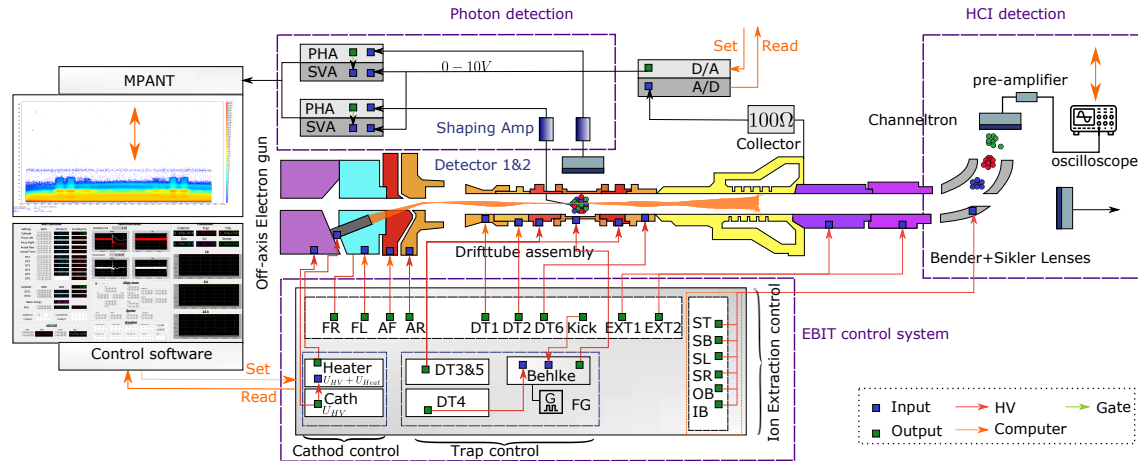 Photon detection
HCI detection
MPANT
PHA
SVA
PHA
SVA
0 − 10V
Set
Read
D/A
A/D
100Ω
Collector
pre-amplifier
Channeltron
oscilloscope
Shaping Amp
Detector 1&2
Off-axis Electron gun
Drifttube assembly
Bender+Sikler Lenses
FR
FL
AF
AR
DT1
DT2
DT6
Kick
EXT1
EXT2
ST
SB
SL
SR
OB
IB
Ion Extraction control
EBIT control system
Control software
Set
Read
Heater
U_HV + U_Heat
Cath
U_HV
DT3&5
DT4
Behlke
G
FG
Cathod control
Trap control
Input
HV
Gate
Output
Computer